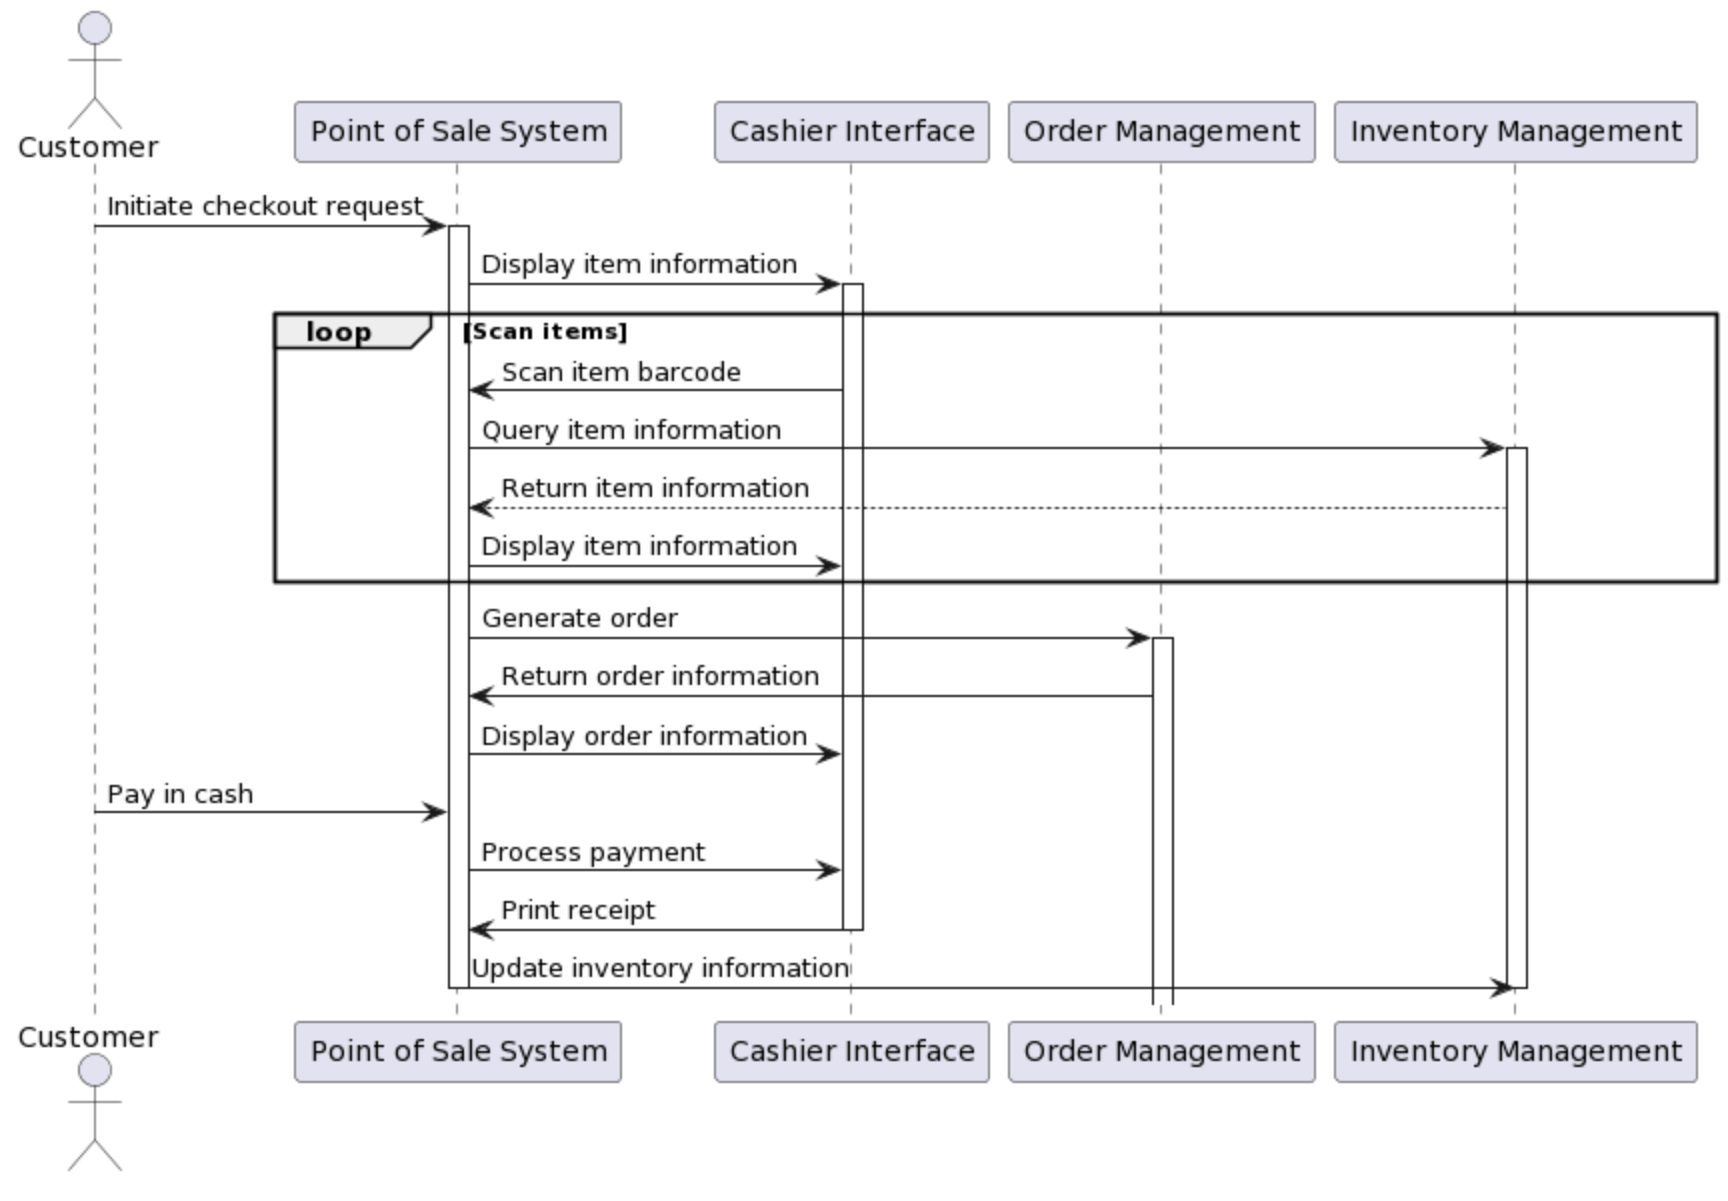 Customer
Point of Sale System
Cashier Interface
Order Management
Inventory Management
Initiate checkout request
Display item information
loop
[Scan items]
Scan item barcode
Query item information
Return item information
Display item information
Generate order
Return order information
Display order information
Pay in cash
Process payment
Print receipt
Update inventory information
Customer
Point of Sale System
Cashier Interface
Order Management
Inventory Management